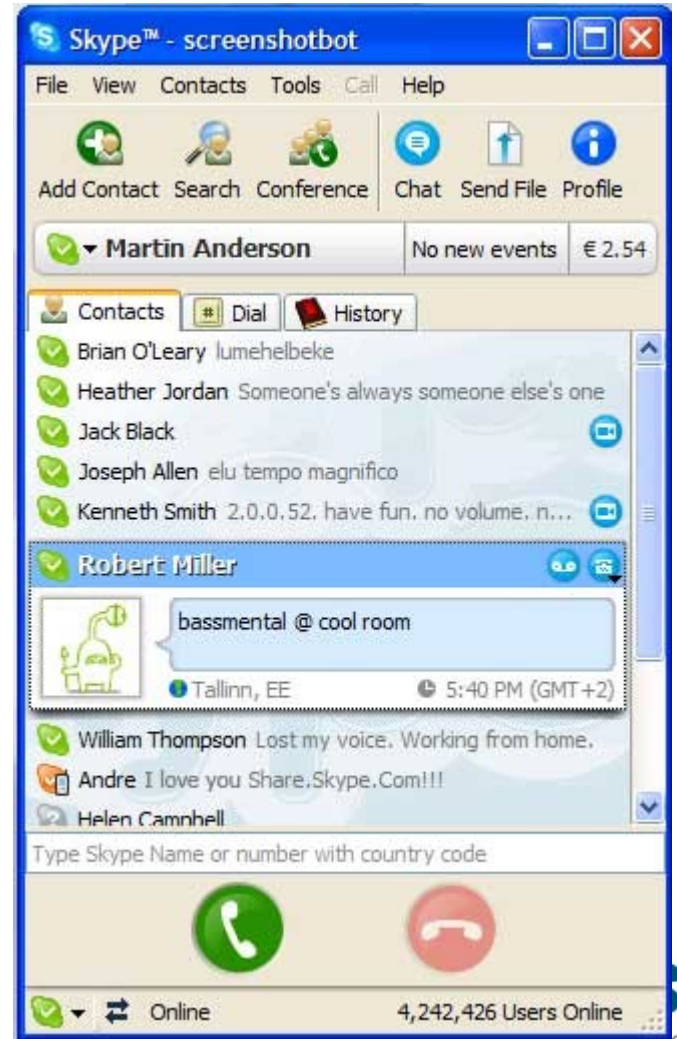 Skype™ - screenshotbot
File View Contacts Tools Call Help
Add Contact Search Conference Chat Send File Profile
Martin Anderson No new events € 2.54
Contacts # Dial History
Brian O'Leary lumehelbeke
Heather Jordan Someone's always someone else's one
Jack Black
Joseph Allen elu tempo magnifico
Kenneth Smith 2.0.0.52. have fun. no volume. n...
Robert Miller
bassmental @ cool room
Tallinn, EE 5:40 PM (GMT+2)
William Thompson Lost my voice. Working from home.
Andre I love you Share.Skype.Com!!!
Helen Campbell
Type Skype Name or number with country code
Online 4,242,426 Users Online